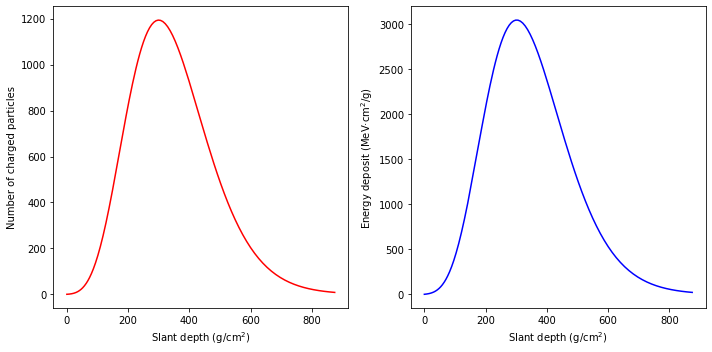 1200
1000
800
600
400
200
0
Number of charged particles
0 200 400 600 800
Slant depth (g/cm²)
3000
2500
2000
1500
1000
500
0
Energy deposit (MeV·cm²/g)
0 200 400 600 800
Slant depth (g/cm²)